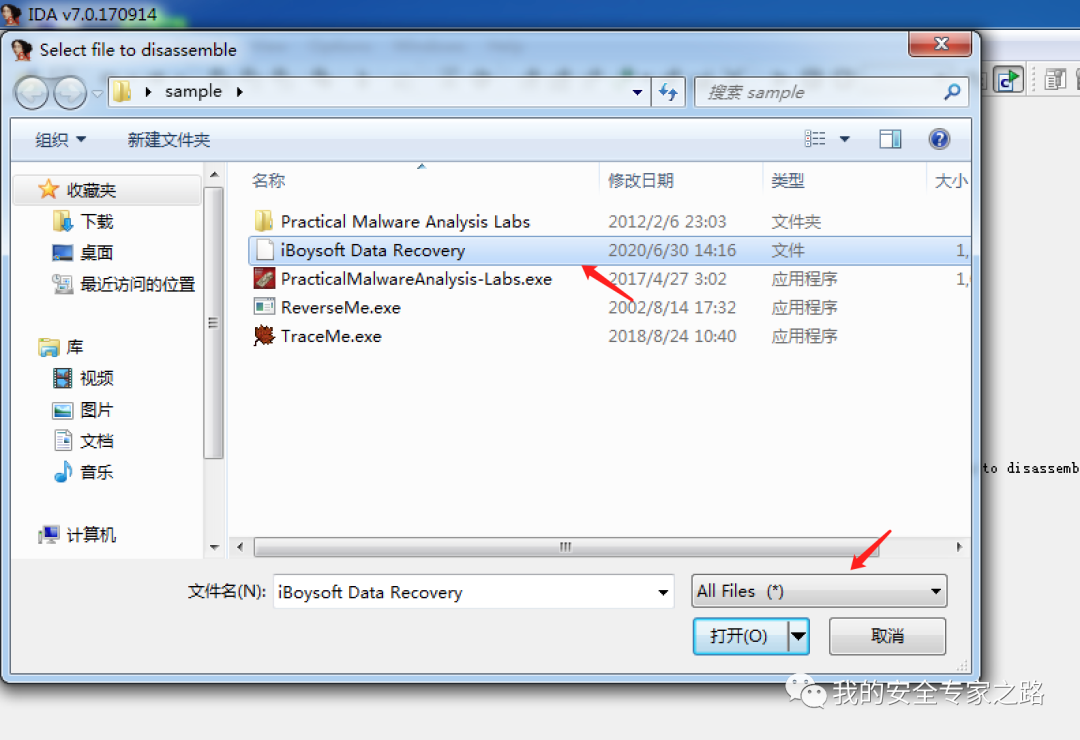 IDA v7.0.170914
Select file to disassemble
sample
搜索 sample
组织
新建文件夹
名称 修改日期 类型 大小
收藏夹
下载
桌面
最近访问的位置
库
视频
图片
文档
音乐
计算机
Practical Malware Analysis Labs 2012/2/6 23:03 文件夹
iBoysoft Data Recovery 2020/6/30 14:16 文件 1,
PracticalMalwareAnalysis-Labs.exe 2017/4/27 3:02 应用程序 1,
ReverseMe.exe 2002/8/14 17:32 应用程序
TraceMe.exe 2018/8/24 10:40 应用程序
to disassemb
文件名(N): iBoysoft Data Recovery All Files (*)
打开(O) 取消
我的安全专家之路